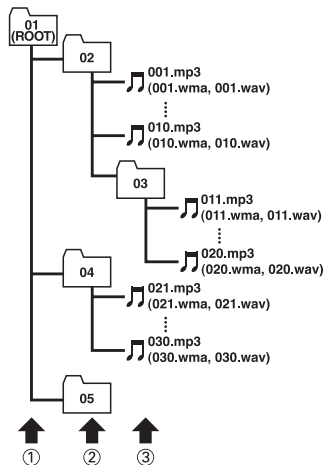 01
(ROOT)
02
001.mp3
(001.wma, 001.wav)
010.mp3
(010.wma, 010.wav)
03
011.mp3
(011.wma, 011.wav)
020.mp3
(020.wma, 020.wav)
04
021.mp3
(021.wma, 021.wav)
030.mp3
(030.wma, 030.wav)
05
① ② ③